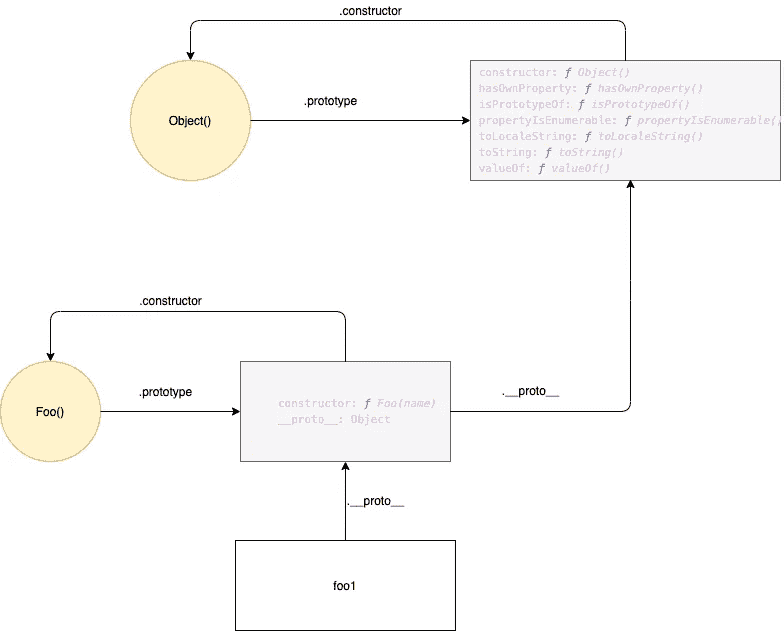 .constructor
Object()
.prototype
constructor: ƒ Object()
hasOwnProperty: ƒ hasOwnProperty()
isPrototypeOf: ƒ isPrototypeOf()
propertyIsEnumerable: ƒ propertyIsEnumerable(
toLocaleString: ƒ toLocaleString()
toString: ƒ toString()
valueOf: ƒ valueOf()
.constructor
Foo()
.prototype
constructor: ƒ Foo(name)
__proto__: Object
.__proto__
.__proto__
foo1